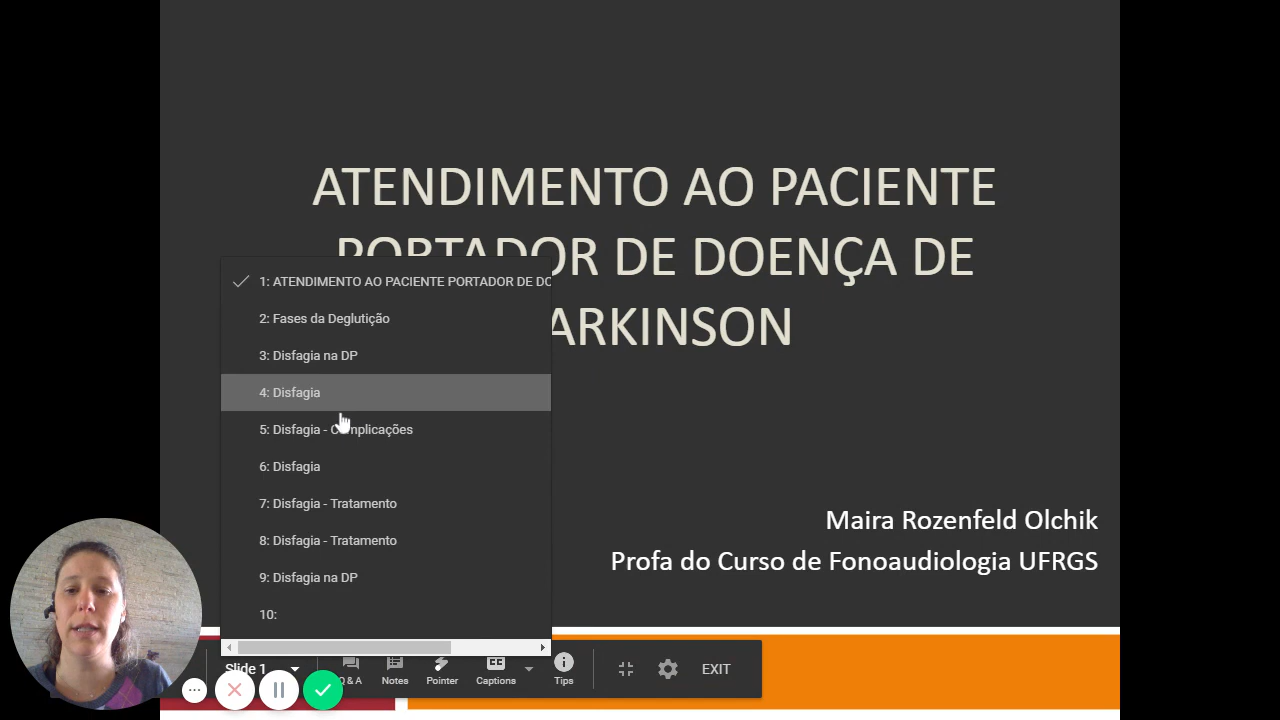 ATENDIMENTO AO PACIENTE
PORTADOR DE DOENÇA DE
ARKINSON
1: ATENDIMENTO AO PACIENTE PORTADOR DE DO
2: Fases da Deglutição
3: Disfagia na DP
4: Disfagia
5: Disfagia - Complicações
6: Disfagia
7: Disfagia - Tratamento
8: Disfagia - Tratamento
9: Disfagia na DP
10:
Maira Rozenfeld Olchik
Profa do Curso de Fonoaudiologia UFRGS
Slide 1
Q & A
Notes
Pointer
CC
Captions
Tips
EXIT